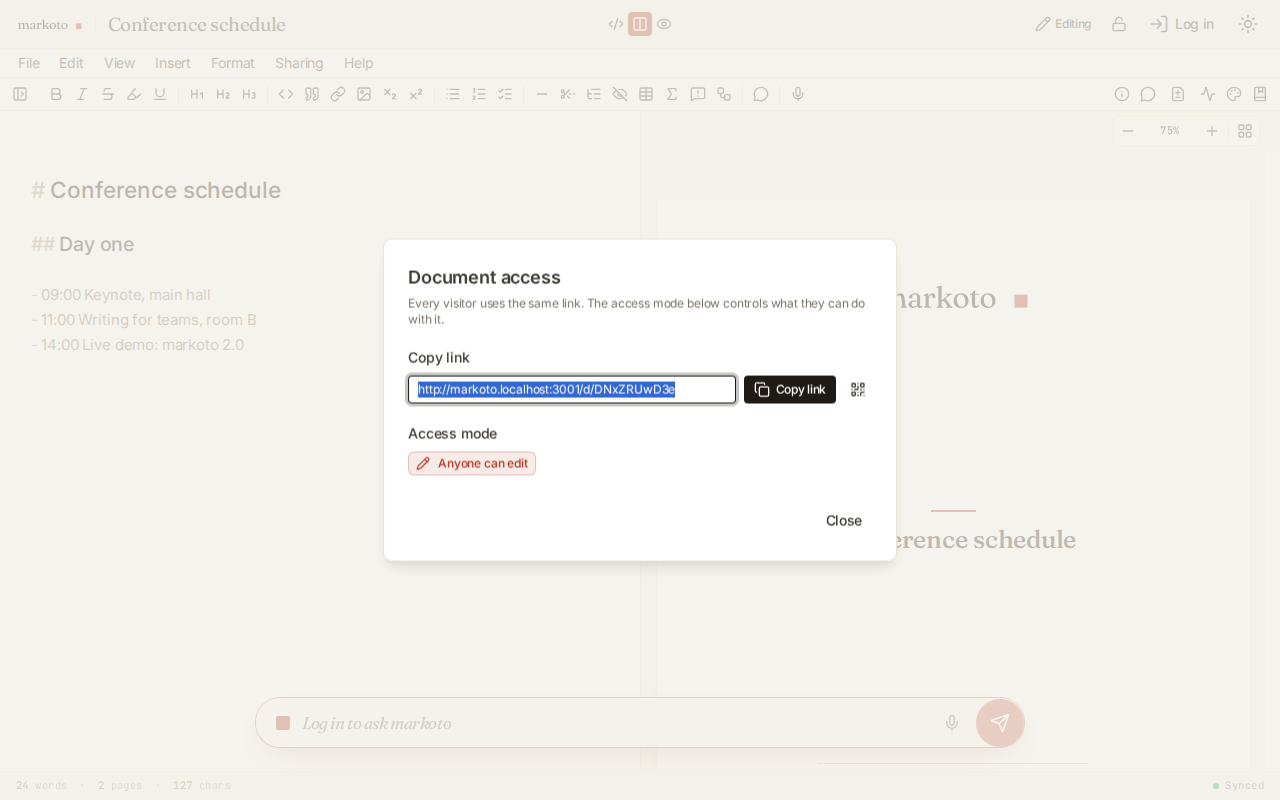 markoto
Conference schedule
Editing
Log in
File Edit View Insert Format Sharing Help
H1 H2 H3
75%
# Conference schedule
## Day one
- 09:00 Keynote, main hall
- 11:00 Writing for teams, room B
- 14:00 Live demo: markoto 2.0
Document access
Every visitor uses the same link. The access mode below controls what they can do
with it.
Copy link
http://markoto.localhost:3001/d/DNxZRUwD3e
Copy link
Access mode
Anyone can edit
Close
arkoto
erence schedule
Log in to ask markoto
24 words · 2 pages · 127 chars
Synced